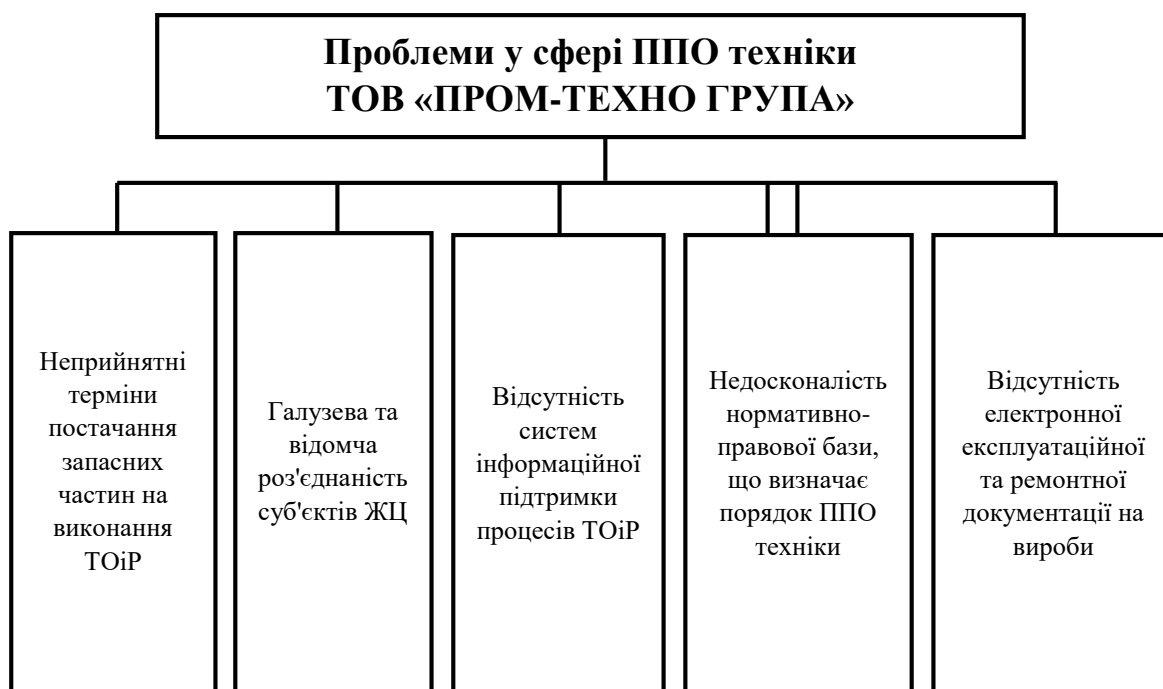 Проблеми у сфері ППО техніки
ТОВ «ПРОМ-ТЕХНО ГРУПА»
Неприйнятні
терміни
постачання
запасних
частин на
виконання
ТОіР
Галузева та
відомча
роз'єднаність
суб'єктів ЖЦ
Відсутність
систем
інформаційної
підтримки
процесів ТОіР
Недосконалість
нормативно-
правової бази,
що визначає
порядок ППО
техніки
Відсутність
електронної
експлуатаційної
та ремонтної
документації на
вироби